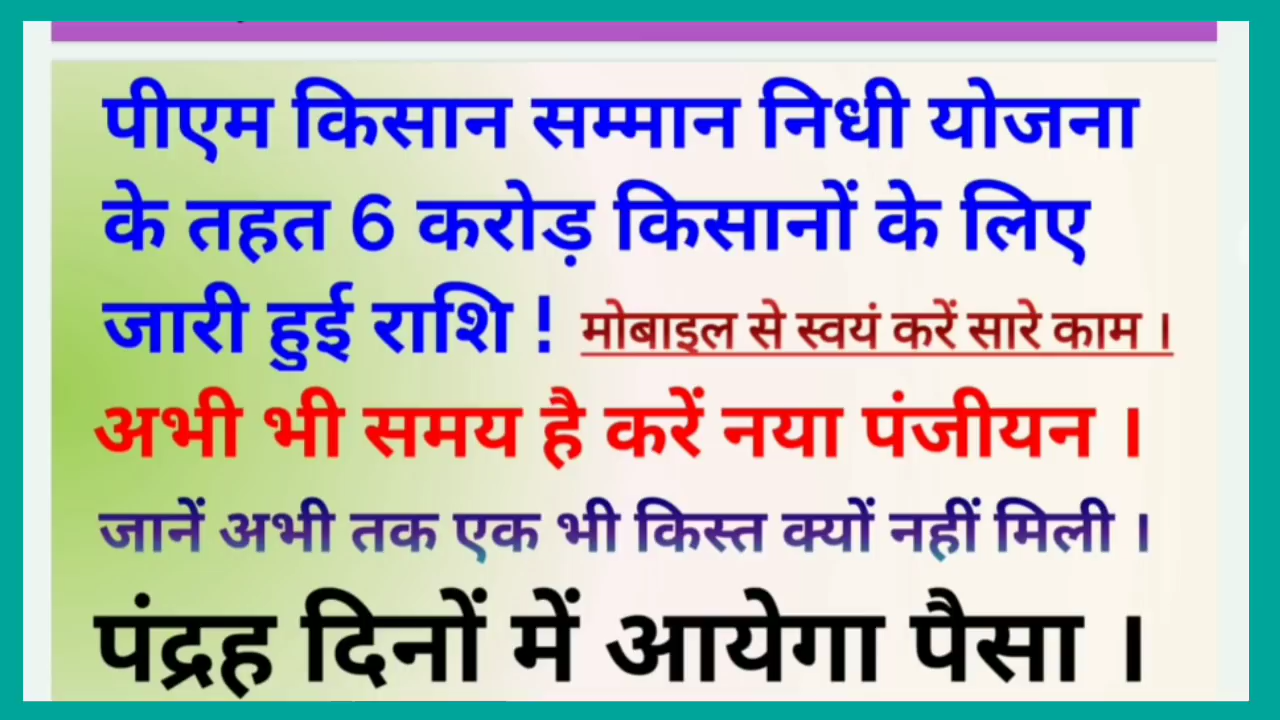 पीएम किसान सम्मान निधी योजना
के तहत 6 करोड़ किसानों के लिए
जारी हुई राशि ! मोबाइल से स्वयं करें सारे काम ।
अभी भी समय है करें नया पंजीयन ।
जानें अभी तक एक भी किस्त क्यों नहीं मिली ।
पंद्रह दिनों में आयेगा पैसा ।